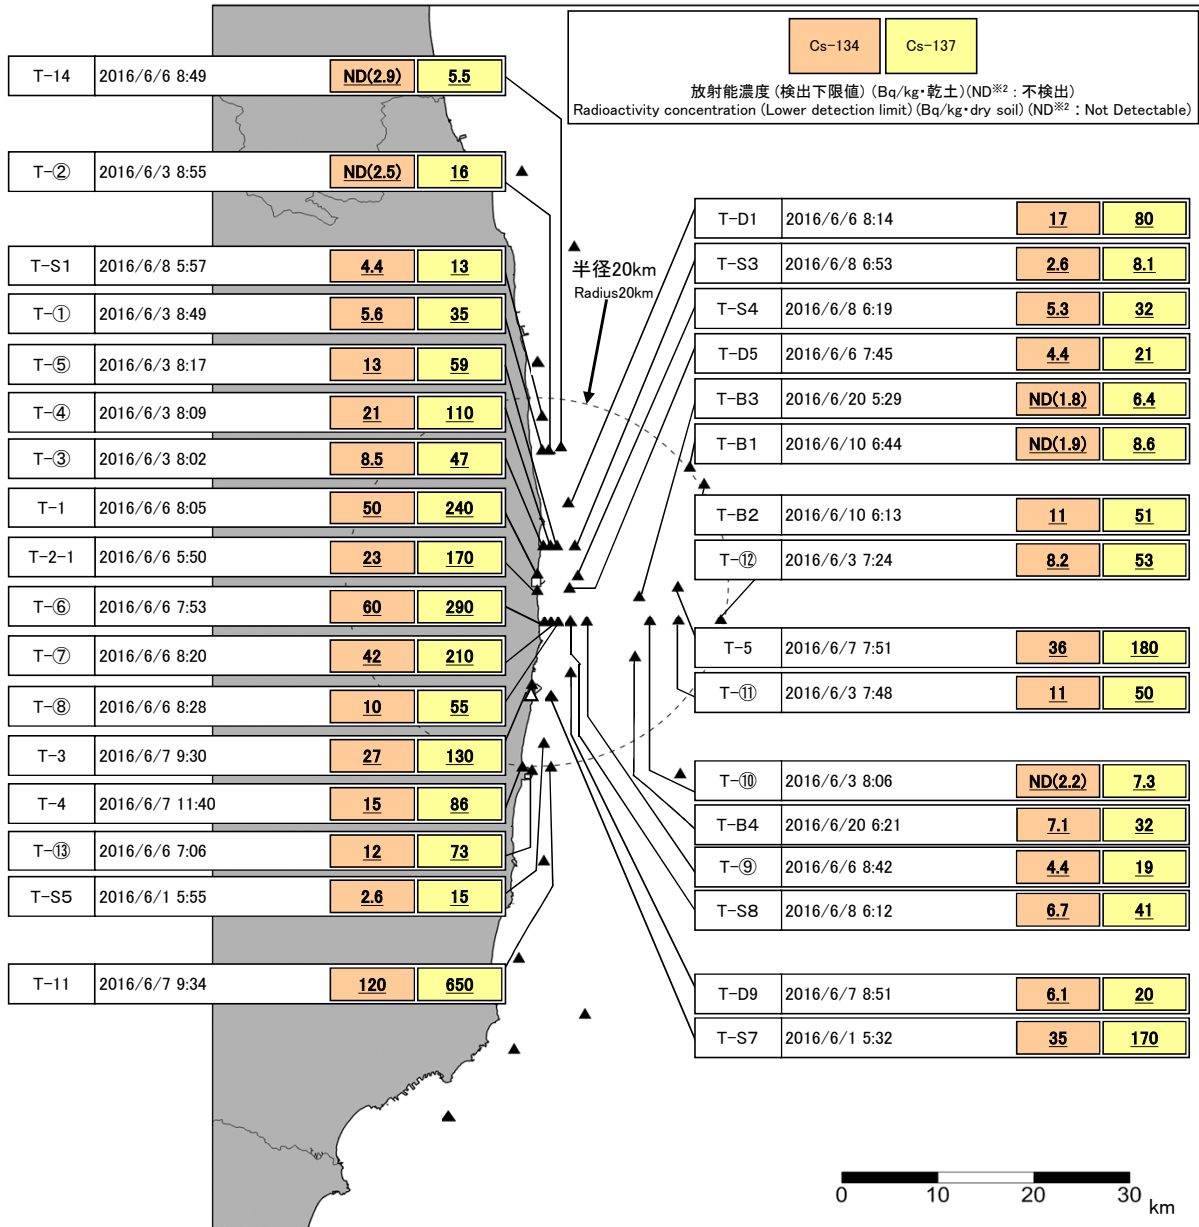 Cs-134 Cs-137
放射能濃度 (検出下限値) (Bq/kg・乾土)(ND※2 : 不検出)
Radioactivity concentration (Lower detection limit) (Bq/kg・dry soil) (ND※2 : Not Detectable)
T-14 2016/6/6 8:49 ND(2.9) 5.5
T-② 2016/6/3 8:55 ND(2.5) 16
T-S1 2016/6/8 5:57 4.4 13
T-① 2016/6/3 8:49 5.6 35
T-⑤ 2016/6/3 8:17 13 59
T-④ 2016/6/3 8:09 21 110
T-③ 2016/6/3 8:02 8.5 47
T-1 2016/6/6 8:05 50 240
T-2-1 2016/6/6 5:50 23 170
T-⑥ 2016/6/6 7:53 60 290
T-⑦ 2016/6/6 8:20 42 210
T-⑧ 2016/6/6 8:28 10 55
T-3 2016/6/7 9:30 27 130
T-4 2016/6/7 11:40 15 86
T-⑬ 2016/6/6 7:06 12 73
T-S5 2016/6/1 5:55 2.6 15
T-11 2016/6/7 9:34 120 650
半径20km
Radius20km
T-D1 2016/6/6 8:14 17 80
T-S3 2016/6/8 6:53 2.6 8.1
T-S4 2016/6/8 6:19 5.3 32
T-D5 2016/6/6 7:45 4.4 21
T-B3 2016/6/20 5:29 ND(1.8) 6.4
T-B1 2016/6/10 6:44 ND(1.9) 8.6
T-B2 2016/6/10 6:13 11 51
T-⑫ 2016/6/3 7:24 8.2 53
T-5 2016/6/7 7:51 36 180
T-⑪ 2016/6/3 7:48 11 50
T-⑩ 2016/6/3 8:06 ND(2.2) 7.3
T-B4 2016/6/20 6:21 7.1 32
T-⑨ 2016/6/6 8:42 4.4 19
T-S8 2016/6/8 6:12 6.7 41
T-D9 2016/6/7 8:51 6.1 20
T-S7 2016/6/1 5:32 35 170
0 10 20 30 km